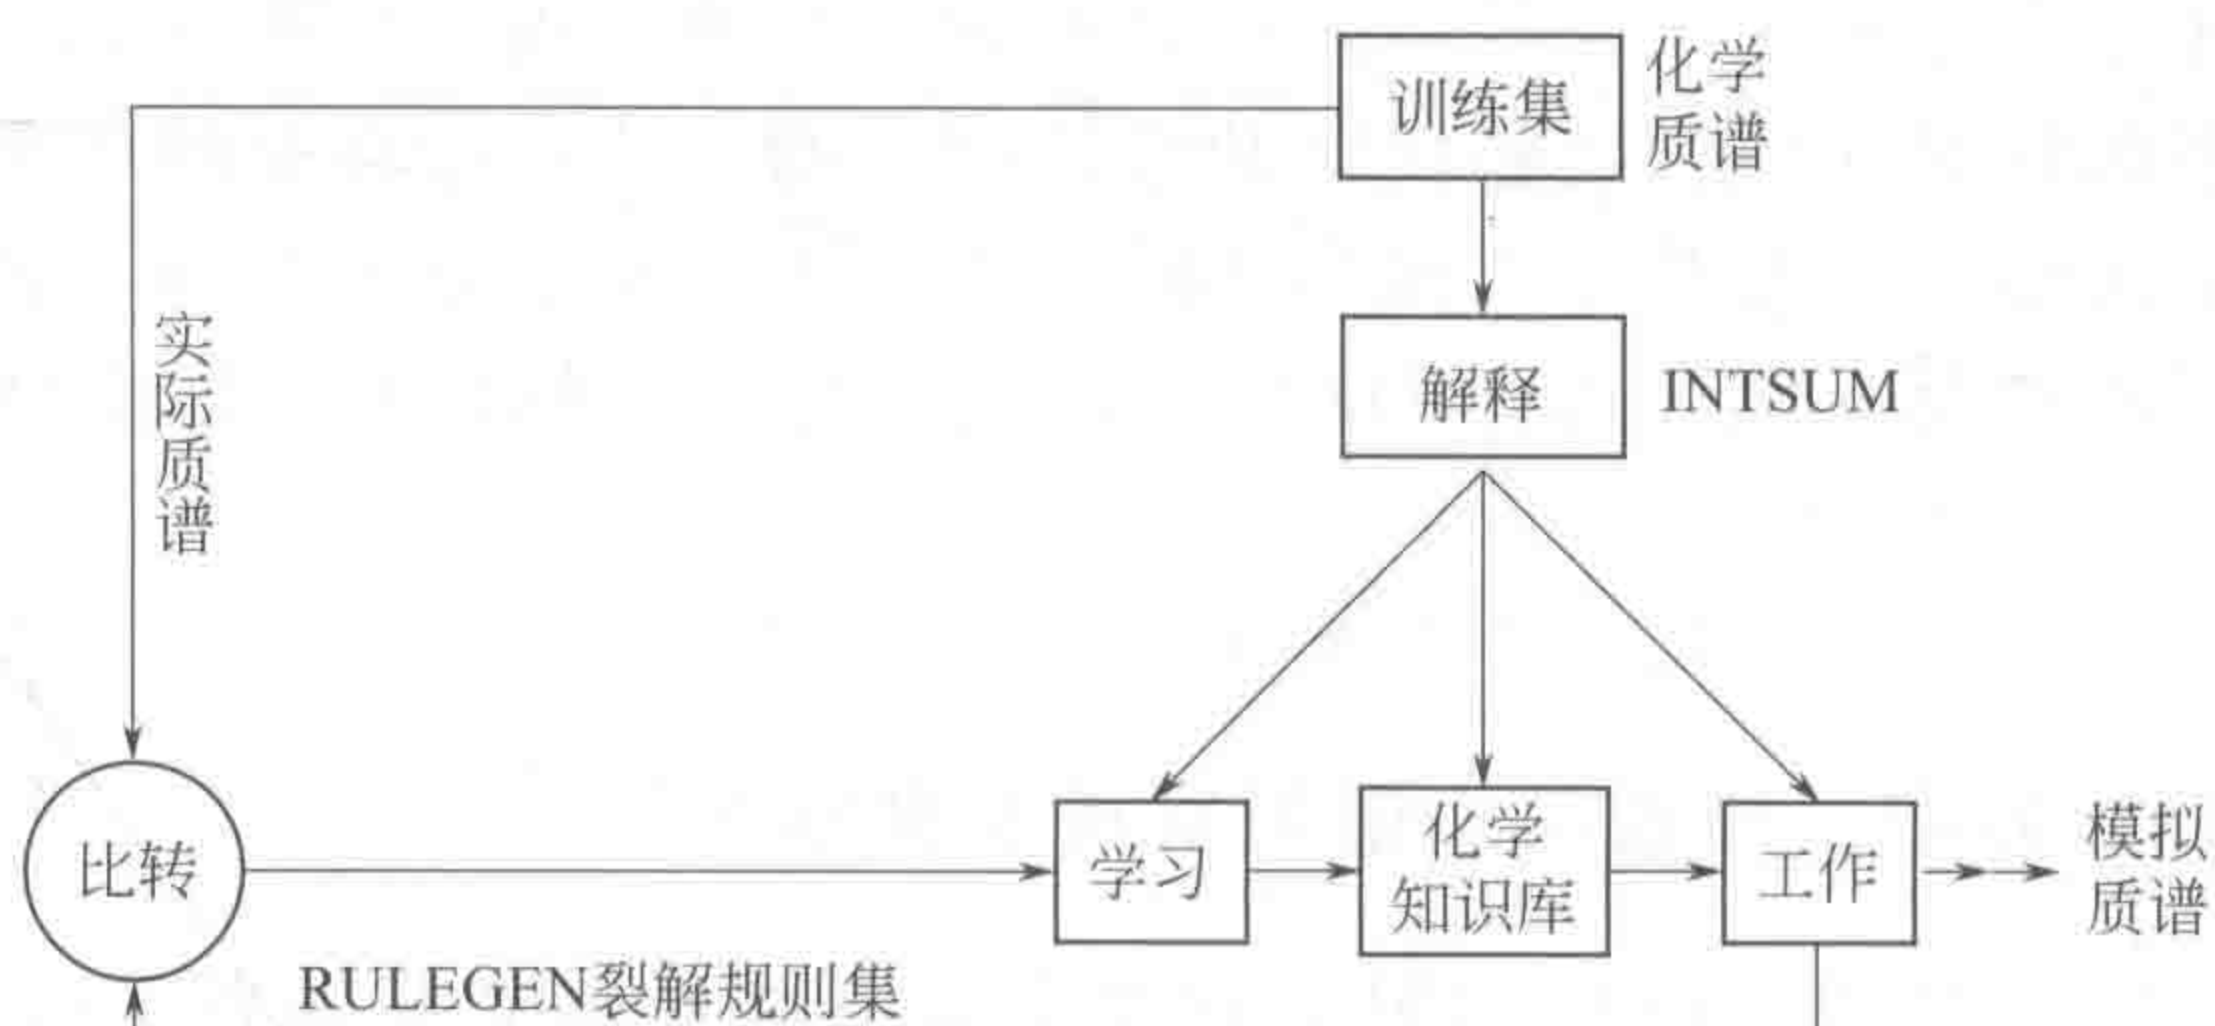 训练集
化学
质谱
实际质谱
解释
INTSUM
比转
学习
化学
知识库
工作
模拟
质谱
RULEGEN裂解规则集